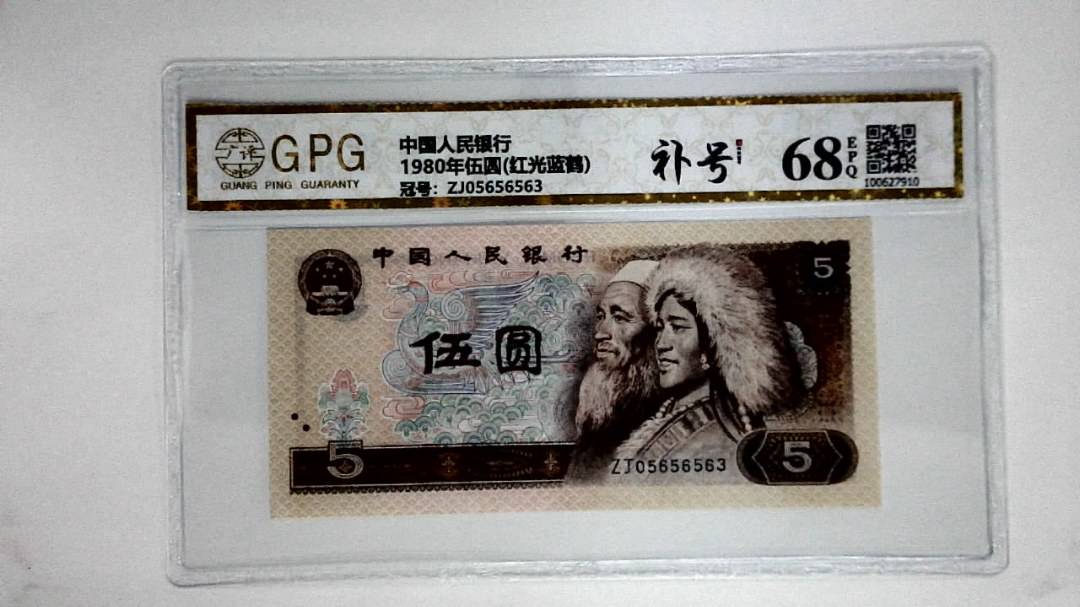 广评
GPG
GUANG PING GUARANTY
中国人民银行
1980年伍圆(红光蓝鹤)
冠号: ZJ05656563
补号
68
EPQ
100627910
中国人民银行
5
伍圆
5
ZJ05656563
5